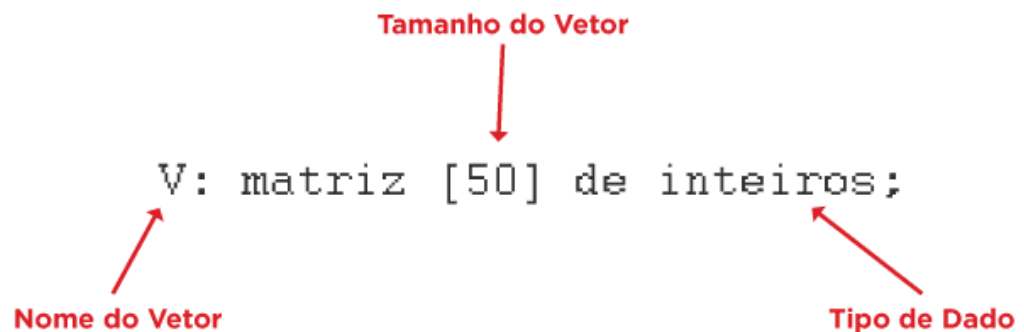 Tamanho do Vetor
V: matriz [50] de inteiros;
Nome do Vetor
Tipo de Dado